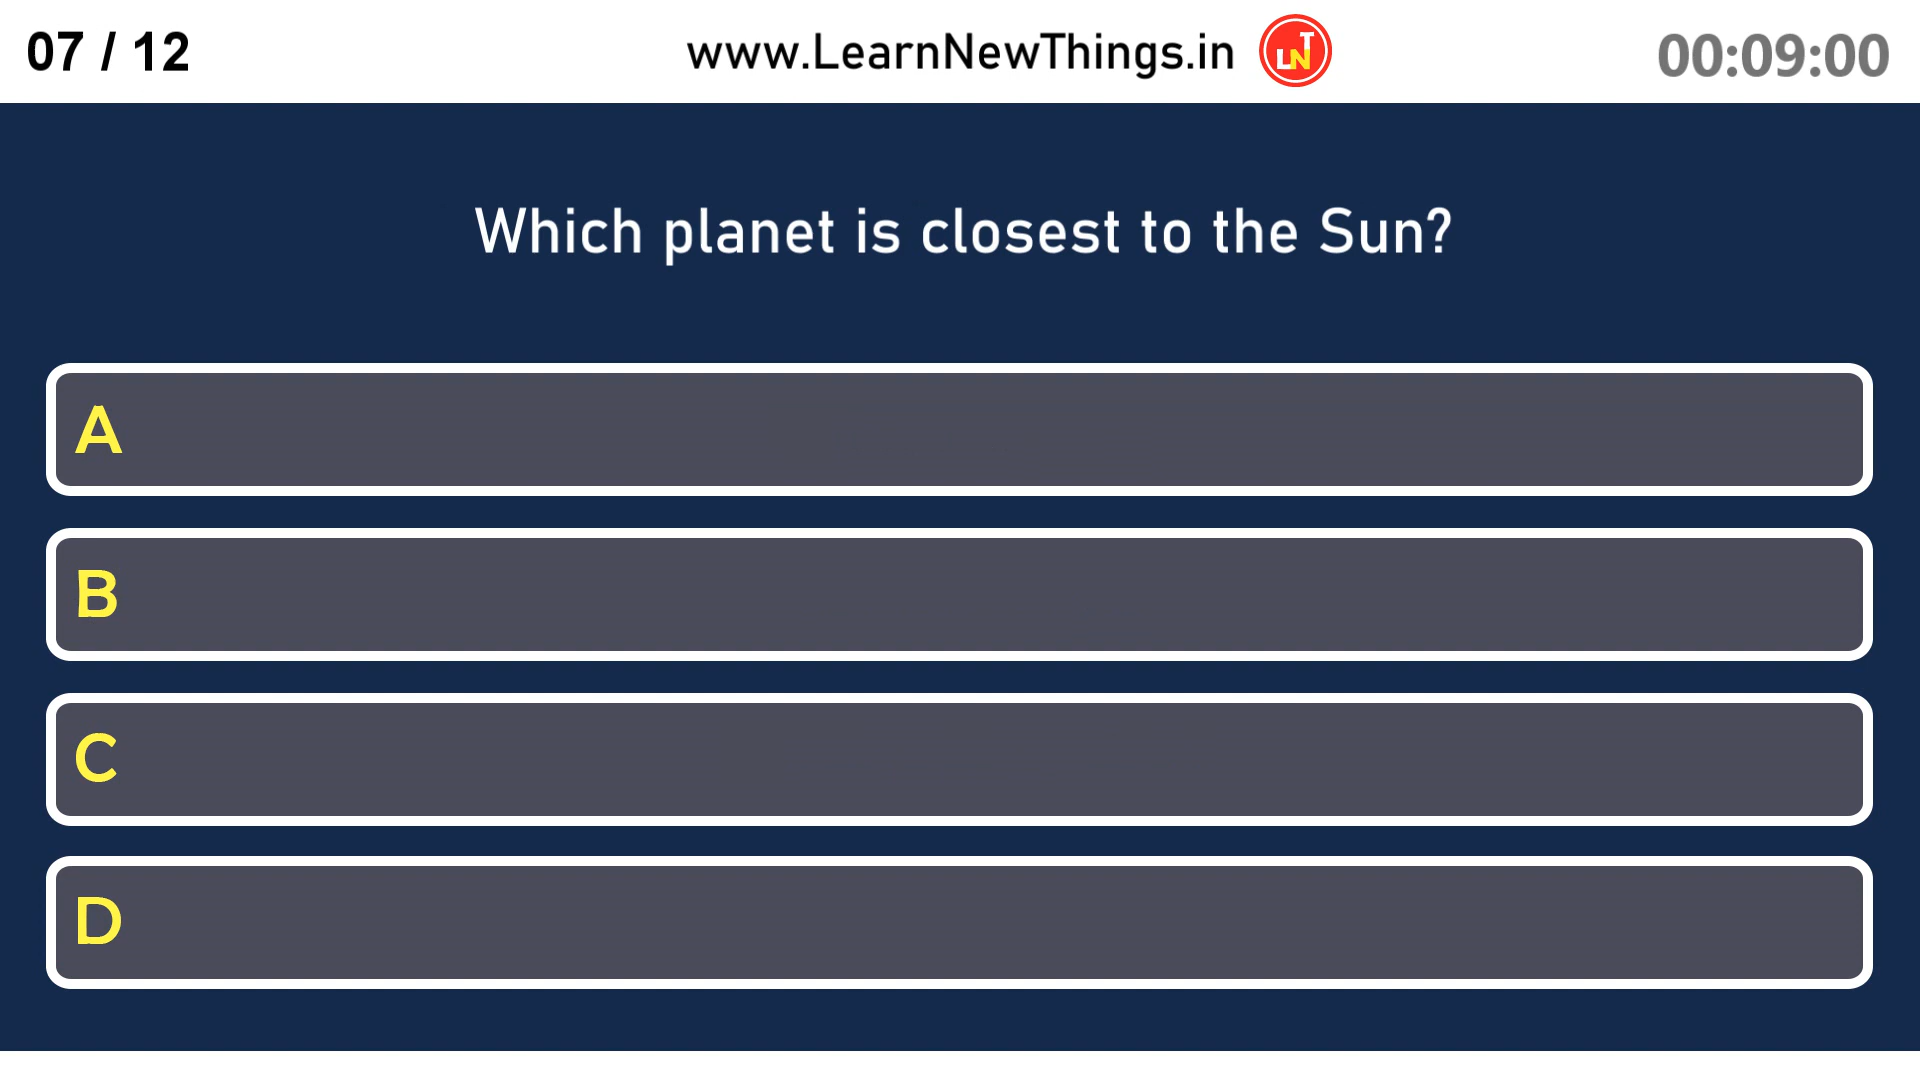 07 / 12
www.LearnNewThings.in
LNT
00:09:00
Which planet is closest to the Sun?
A
B
C
D